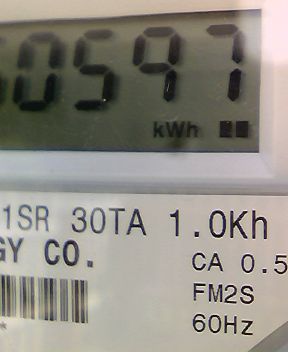 0597
kWh
1SR 30TA 1.0Kh
GY CO.
CA 0.5
FM2S
60Hz